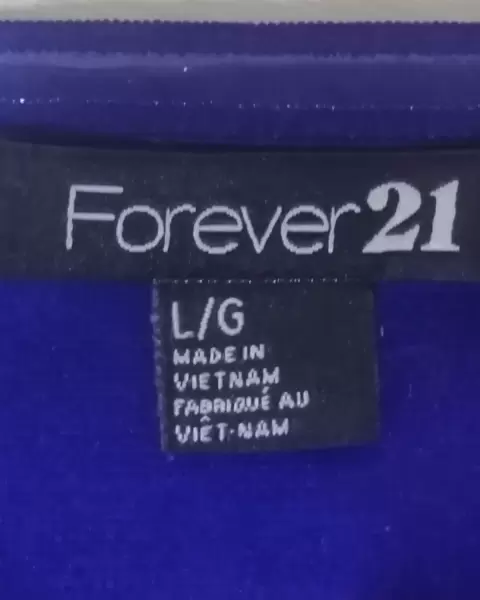 Forever21
L/G
MADE IN
VIETNAM
FABRIQUÉ AU
VIÊT-NAM